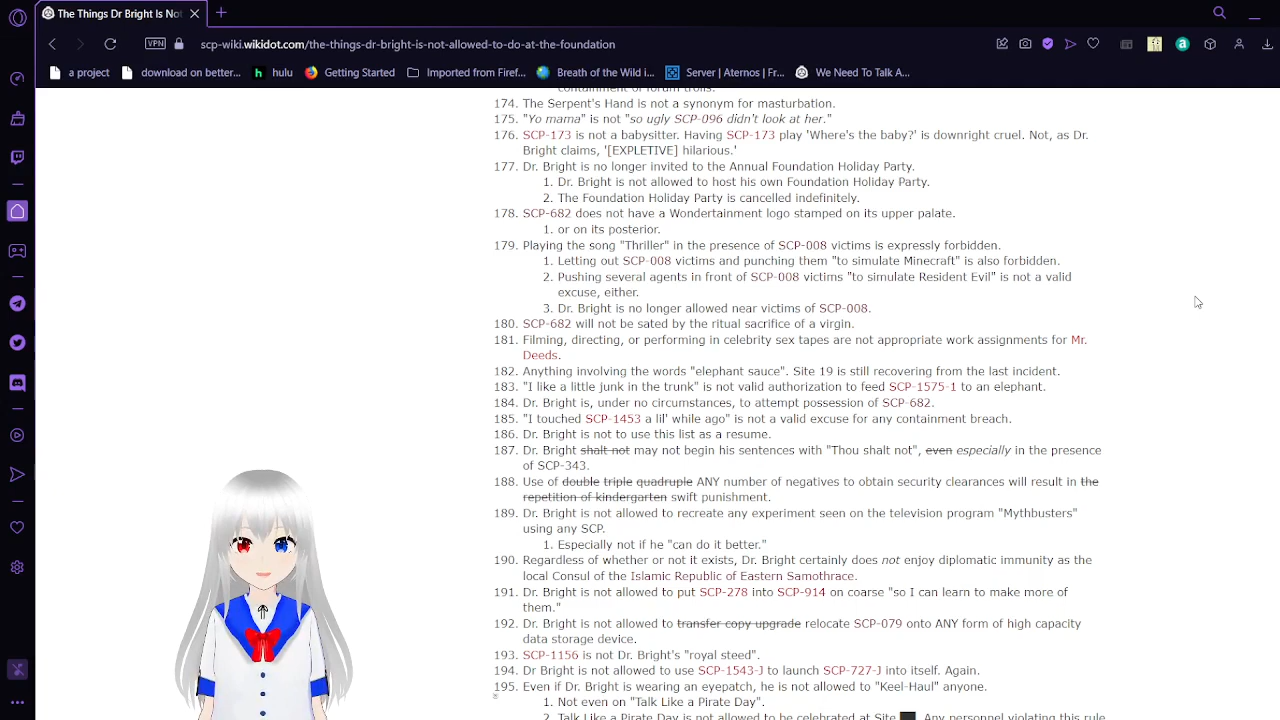 The Things Dr Bright Is Not
VPN
scp-wiki.wikidot.com/the-things-dr-bright-is-not-allowed-to-do-at-the-foundation
a project
download on better...
hulu
Getting Started
Imported from Firef...
Breath of the Wild i...
Server | Aternos | Fr...
We Need To Talk A...
containment of forum trolls.
174. The Serpent's Hand is not a synonym for masturbation.
175. "Yo mama" is not "so ugly SCP-096 didn't look at her."
176. SCP-173 is not a babysitter. Having SCP-173 play 'Where's the baby?' is downright cruel. Not, as Dr.
Bright claims, '[EXPLETIVE] hilarious.'
177. Dr. Bright is no longer invited to the Annual Foundation Holiday Party.
1. Dr. Bright is not allowed to host his own Foundation Holiday Party.
2. The Foundation Holiday Party is cancelled indefinitely.
178. SCP-682 does not have a Wondertainment logo stamped on its upper palate.
1. or on its posterior.
179. Playing the song "Thriller" in the presence of SCP-008 victims is expressly forbidden.
1. Letting out SCP-008 victims and punching them "to simulate Minecraft" is also forbidden.
2. Pushing several agents in front of SCP-008 victims "to simulate Resident Evil" is not a valid
excuse, either.
3. Dr. Bright is no longer allowed near victims of SCP-008.
180. SCP-682 will not be sated by the ritual sacrifice of a virgin.
181. Filming, directing, or performing in celebrity sex tapes are not appropriate work assignments for Mr.
Deeds.
182. Anything involving the words "elephant sauce". Site 19 is still recovering from the last incident.
183. "I like a little junk in the trunk" is not valid authorization to feed SCP-1575-1 to an elephant.
184. Dr. Bright is, under no circumstances, to attempt possession of SCP-682.
185. "I touched SCP-1453 a lil' while ago" is not a valid excuse for any containment breach.
186. Dr. Bright is not to use this list as a resume.
187. Dr. Bright shalt not may not begin his sentences with "Thou shalt not", even especially in the presence
of SCP-343.
188. Use of double triple quadruple ANY number of negatives to obtain security clearances will result in the
repetition of kindergarten swift punishment.
189. Dr. Bright is not allowed to recreate any experiment seen on the television program "Mythbusters"
using any SCP.
1. Especially not if he "can do it better."
190. Regardless of whether or not it exists, Dr. Bright certainly does not enjoy diplomatic immunity as the
local Consul of the Islamic Republic of Eastern Samothrace.
191. Dr. Bright is not allowed to put SCP-278 into SCP-914 on coarse "so I can learn to make more of
them."
192. Dr. Bright is not allowed to transfer copy upgrade relocate SCP-079 onto ANY form of high capacity
data storage device.
193. SCP-1156 is not Dr. Bright's "royal steed".
194. Dr Bright is not allowed to use SCP-1543-J to launch SCP-727-J into itself. Again.
195. Even if Dr. Bright is wearing an eyepatch, he is not allowed to "Keel-Haul" anyone.
1. Not even on "Talk Like a Pirate Day".
2. Talk Like a Pirate Day is not allowed to be celebrated at Site ██. Any personnel violating this rule